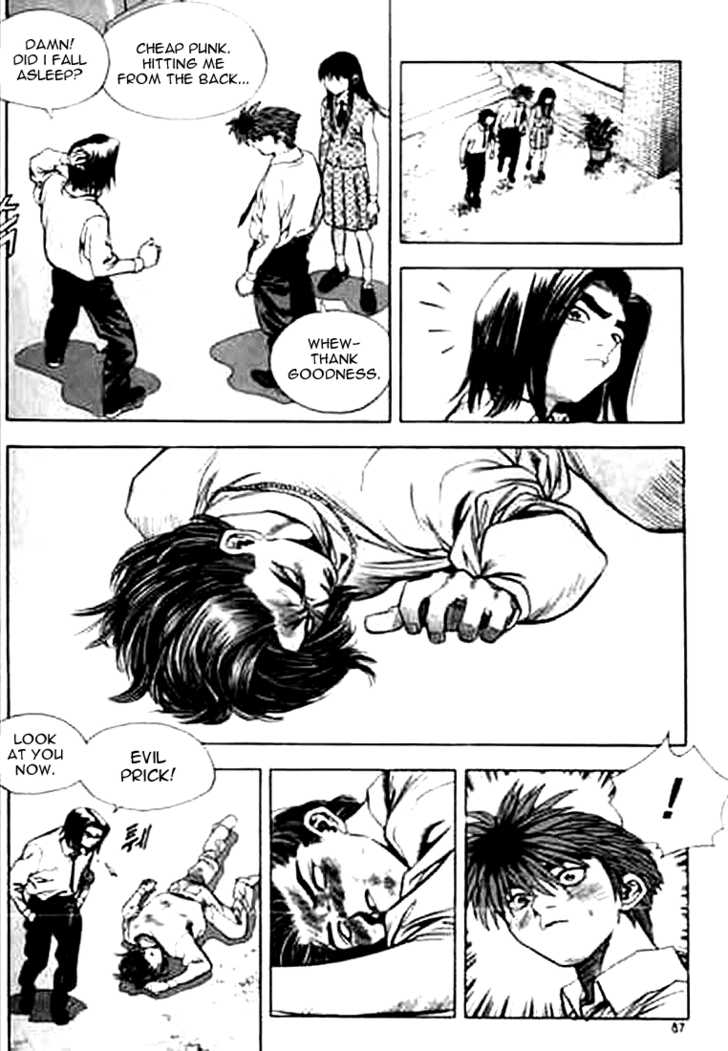 DAMN!
DID I FALL
ASLEEP?
CHEAP PUNK.
HITTING ME
FROM THE BACK...
WHEW-
THANK
GOODNESS.
LOOK
AT YOU
NOW.
EVIL
PRICK!
퉤
!
87